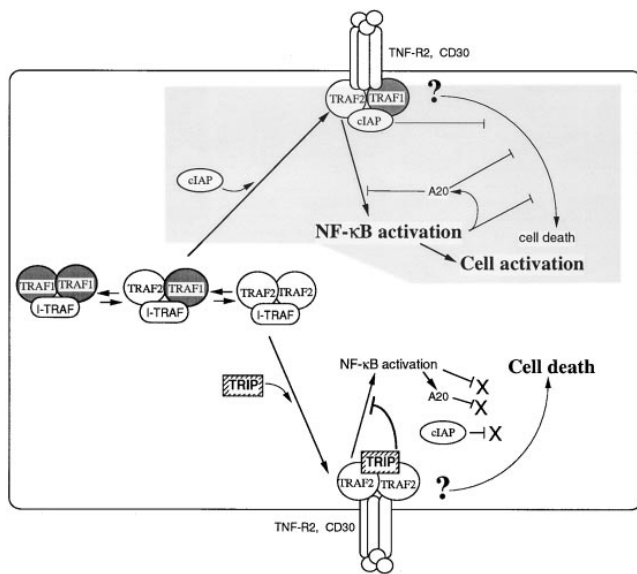 TNF-R2, CD30
TRAF2 TRAF1 ?
cIAP
cIAP
A20
NF-κB activation
cell death
Cell activation
TRAF1 TRAF1
I-TRAF
TRAF2 TRAF1
I-TRAF
TRAF2 TRAF2
I-TRAF
NF-κB activation
Cell death
TRIP
A20
X
X
cIAP
X
TRIP
TRAF2 TRAF2
?
TNF-R2, CD30